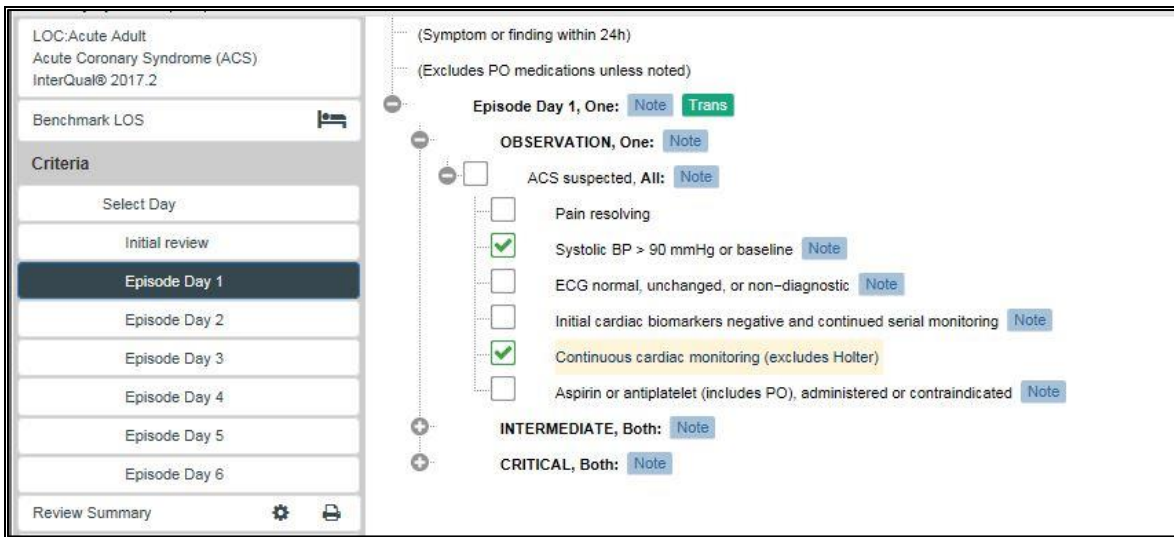 LOC:Acute Adult
Acute Coronary Syndrome (ACS)
InterQual® 2017.2
Benchmark LOS
Criteria
Select Day
Initial review
Episode Day 1
Episode Day 2
Episode Day 3
Episode Day 4
Episode Day 5
Episode Day 6
Review Summary
(Symptom or finding within 24h)
(Excludes PO medications unless noted)
Episode Day 1, One: Note Trans
OBSERVATION, One: Note
ACS suspected, All: Note
Pain resolving
Systolic BP > 90 mmHg or baseline Note
ECG normal, unchanged, or non–diagnostic Note
Initial cardiac biomarkers negative and continued serial monitoring Note
Continuous cardiac monitoring (excludes Holter)
Aspirin or antiplatelet (includes PO), administered or contraindicated Note
INTERMEDIATE, Both: Note
CRITICAL, Both: Note